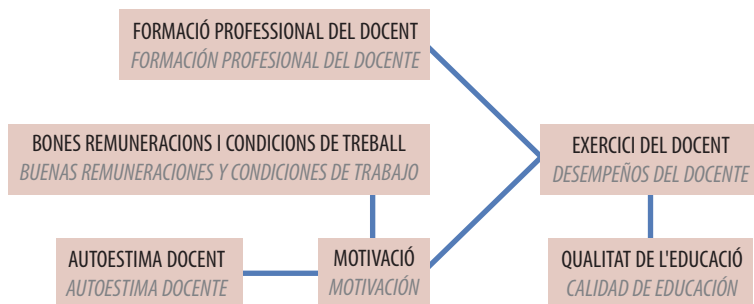 FORMACIÓ PROFESSIONAL DEL DOCENT
FORMACIÓN PROFESIONAL DEL DOCENTE
BONES REMUNERACIONS I CONDICIONS DE TREBALL
BUENAS REMUNERACIONES Y CONDICIONES DE TRABAJO
EXERCICI DEL DOCENT
DESEMPEÑOS DEL DOCENTE
AUTOESTIMA DOCENT
AUTOESTIMA DOCENTE
MOTIVACIÓ
MOTIVACIÓN
QUALITAT DE L'EDUCACIÓ
CALIDAD DE EDUCACIÓN